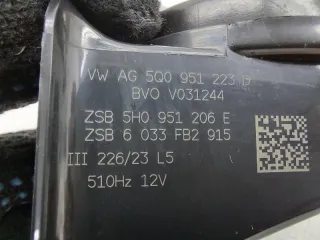 VW AG 5Q0 951 223 D
BVO V031244
ZSB 5H0 951 206 E
ZSB 6 033 FB2 915
III 226/23 L5
510Hz 12V